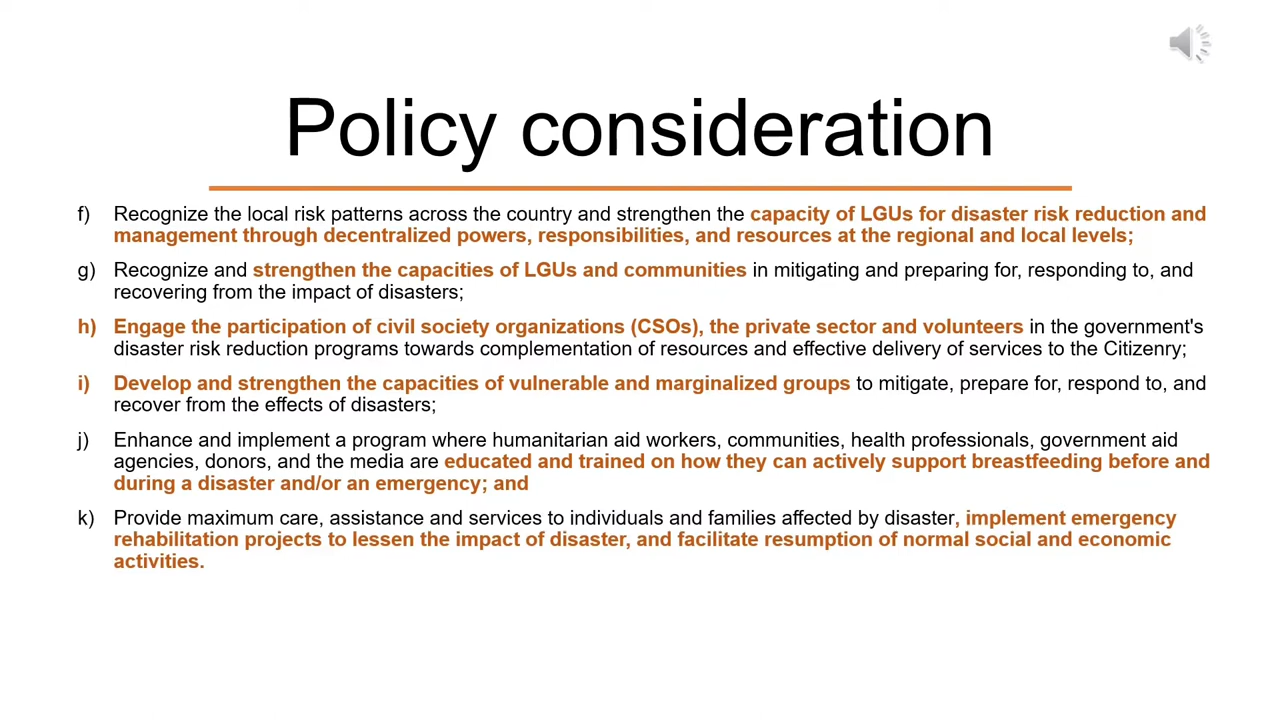 Policy consideration
f) Recognize the local risk patterns across the country and strengthen the capacity of LGUs for disaster risk reduction and
management through decentralized powers, responsibilities, and resources at the regional and local levels;
g) Recognize and strengthen the capacities of LGUs and communities in mitigating and preparing for, responding to, and
recovering from the impact of disasters;
h) Engage the participation of civil society organizations (CSOs), the private sector and volunteers in the government's
disaster risk reduction programs towards complementation of resources and effective delivery of services to the Citizenry;
i) Develop and strengthen the capacities of vulnerable and marginalized groups to mitigate, prepare for, respond to, and
recover from the effects of disasters;
j) Enhance and implement a program where humanitarian aid workers, communities, health professionals, government aid
agencies, donors, and the media are educated and trained on how they can actively support breastfeeding before and
during a disaster and/or an emergency; and
k) Provide maximum care, assistance and services to individuals and families affected by disaster, implement emergency
rehabilitation projects to lessen the impact of disaster, and facilitate resumption of normal social and economic
activities.